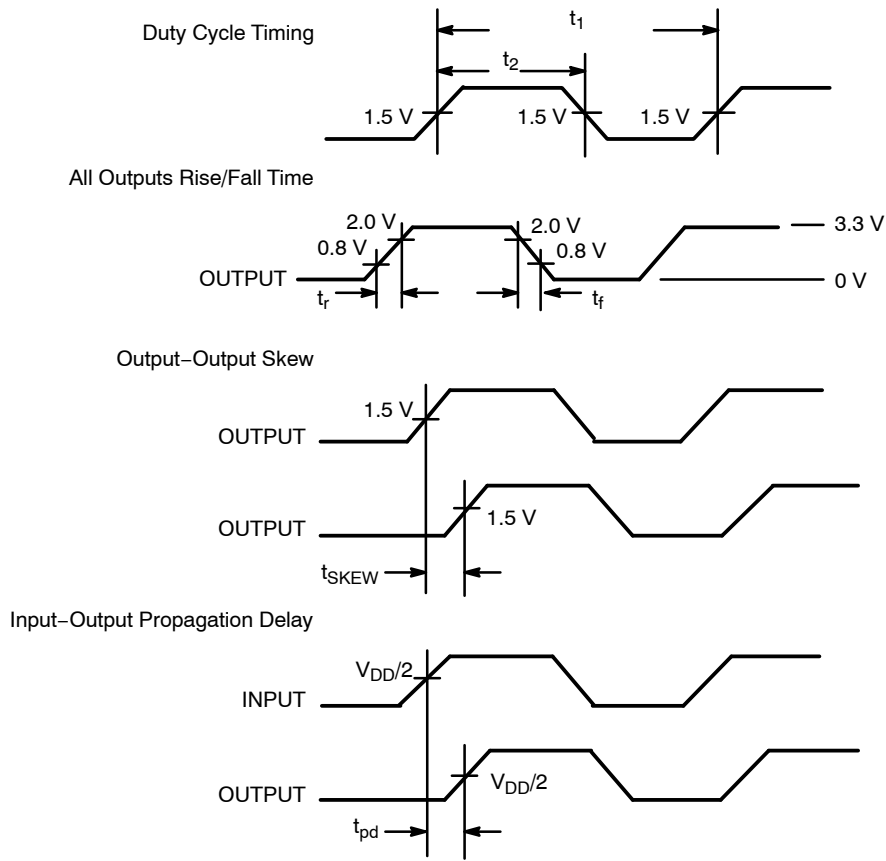 Duty Cycle Timing
t1
t2
1.5 V
1.5 V
1.5 V
All Outputs Rise/Fall Time
2.0 V
2.0 V
3.3 V
0.8 V
0.8 V
OUTPUT
0 V
tr
tf
Output−Output Skew
1.5 V
OUTPUT
OUTPUT
1.5 V
tSKEW
Input−Output Propagation Delay
VDD/2
INPUT
VDD/2
OUTPUT
tpd